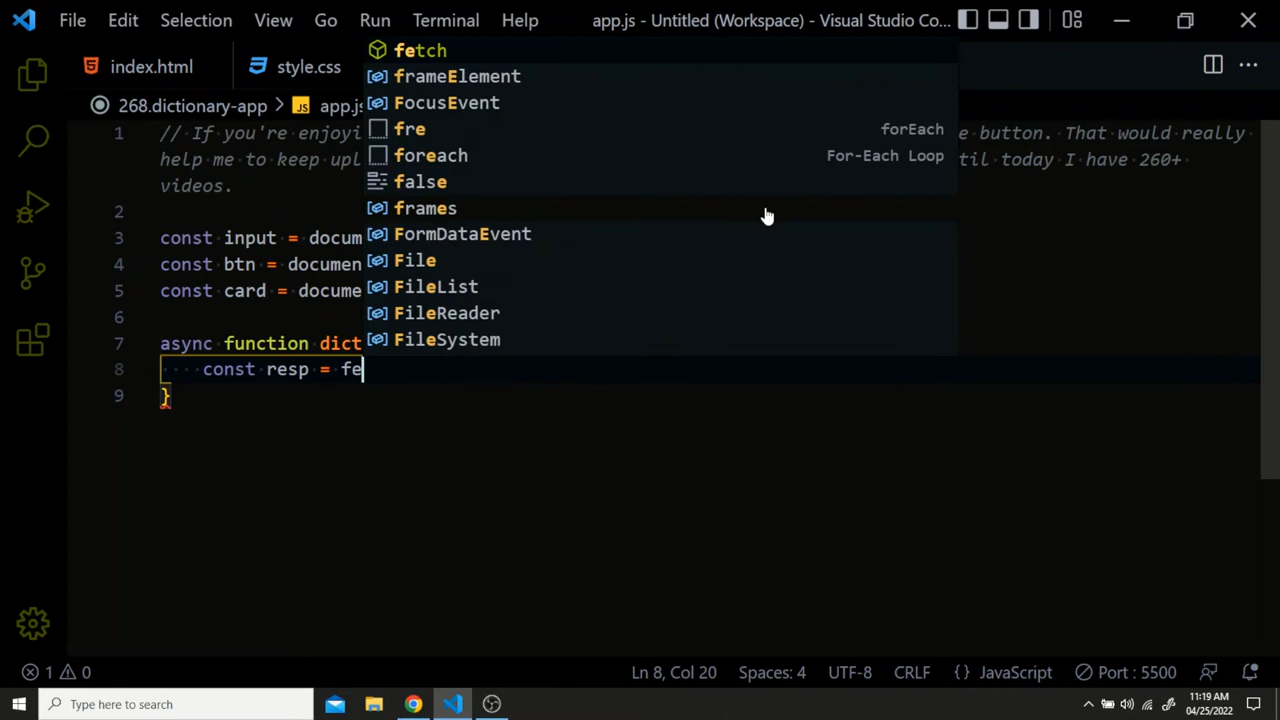 File Edit Selection View Go Run Terminal Help app.js - Untitled (Workspace) - Visual Studio Co...
index.html style.css
268.dictionary-app > JS app.js
fetch
frameElement
FocusEvent
fre forEach
foreach For-Each Loop
false
frames
FormDataEvent
File
FileList
FileReader
FileSystem
1 // If you're enjoyi e button. That would really
help me to keep upl til today I have 260+
videos.
2
3 const input = docum
4 const btn = documen
5 const card = docume
6
7 async function dict
8 const resp = fe
9 }
1 0 Ln 8, Col 20 Spaces: 4 UTF-8 CRLF {} JavaScript Port : 5500
Type here to search 11:19 AM
04/25/2022